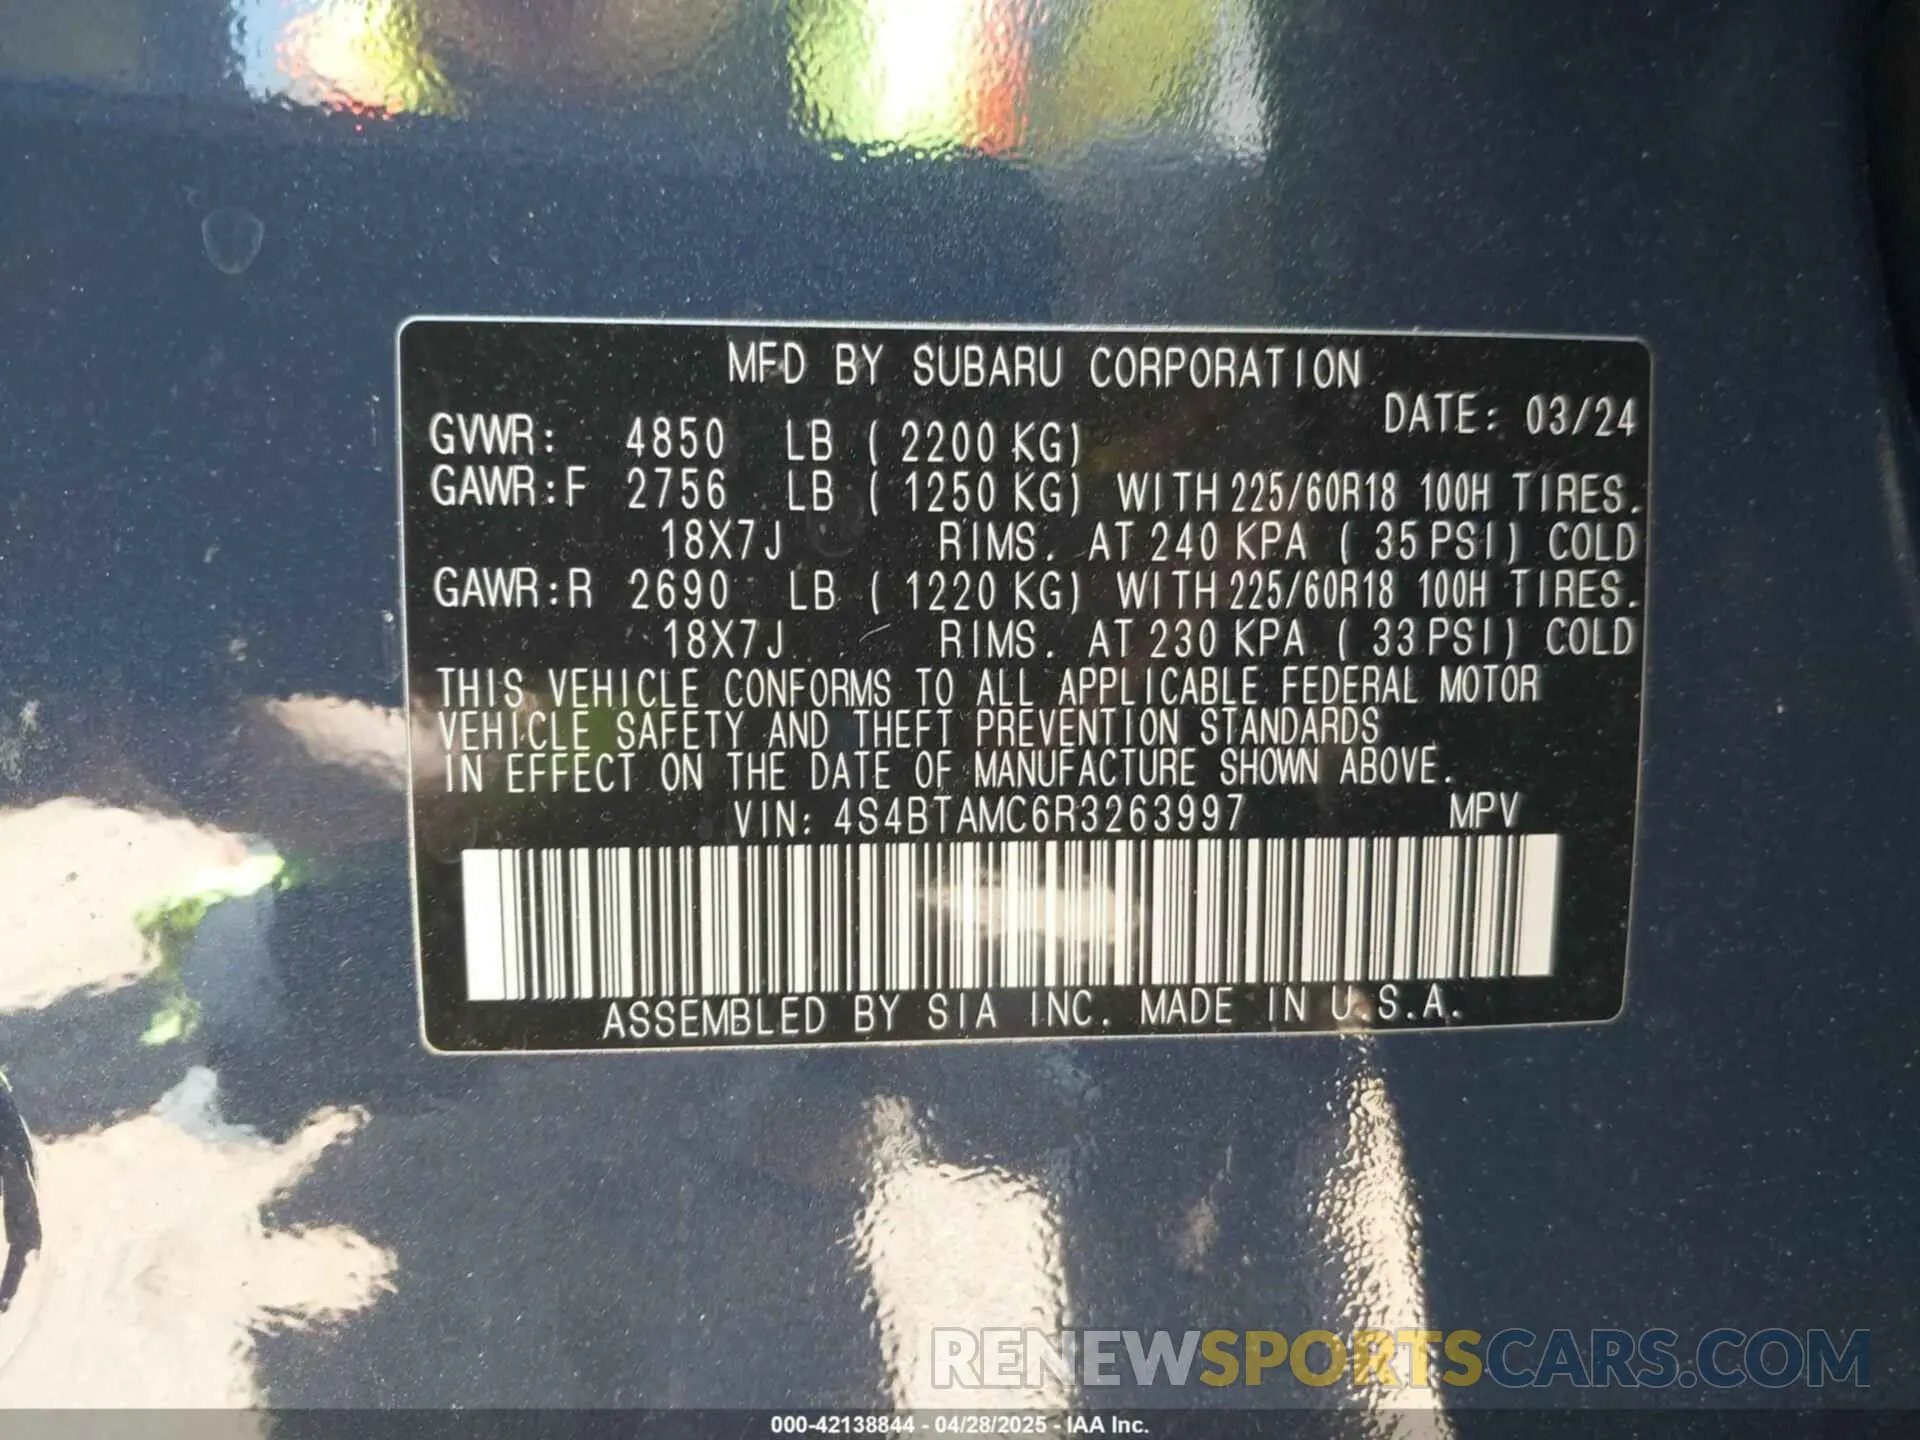 MFD BY SUBARU CORPORATION
DATE: 03/24
GVWR: 4850 LB ( 2200 KG)
GAWR:F 2756 LB ( 1250 KG) WITH 225/60R18 100H TIRES.
18X7J RIMS. AT 240 KPA ( 35 PSI) COLD
GAWR:R 2690 LB ( 1220 KG) WITH 225/60R18 100H TIRES.
18X7J RIMS. AT 230 KPA ( 33 PSI) COLD
THIS VEHICLE CONFORMS TO ALL APPLICABLE FEDERAL MOTOR
VEHICLE SAFETY AND THEFT PREVENTION STANDARDS
IN EFFECT ON THE DATE OF MANUFACTURE SHOWN ABOVE.
VIN: 4S4BTAMC6R3263997 MPV
ASSEMBLED BY SIA INC. MADE IN U.S.A.
RENEWSPORTSCARS.COM
000-42138844 - 04/28/2025 - IAA Inc.